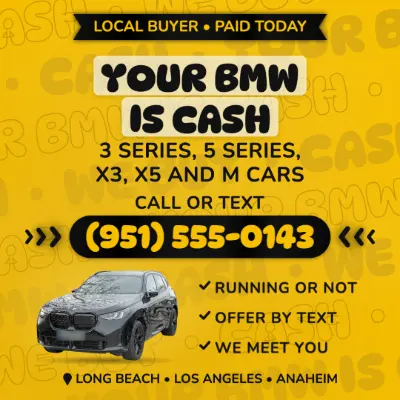 LOCAL BUYER • PAID TODAY
YOUR BMW
IS CASH
3 SERIES, 5 SERIES,
X3, X5 AND M CARS
CALL OR TEXT
(951) 555-0143
RUNNING OR NOT
OFFER BY TEXT
WE MEET YOU
LONG BEACH • LOS ANGELES • ANAHEIM